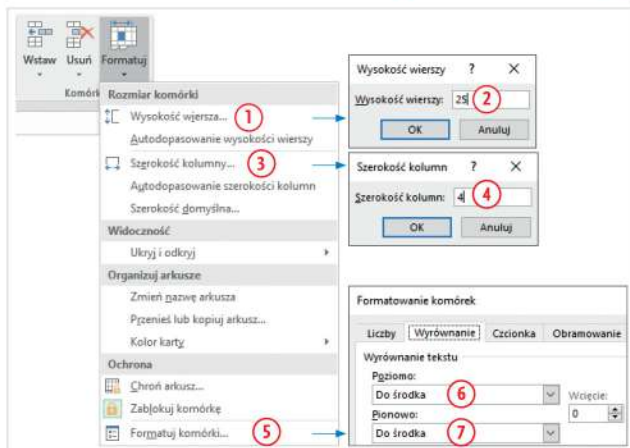 Wstaw Usuń Formatuj
Komórk
Rozmiar komórki
Wysokość wiersza... 1
Autodopasowanie wysokości wierszy
Szerokość kolumny... 3
Autodopasowanie szerokości kolumn
Szerokość domyślna...
Widoczność
Ukryj i odkryj
Organizuj arkusze
Zmień nazwę arkusza
Przenieś lub kopiuj arkusz...
Kolor karty
Ochrona
Chroń arkusz...
Zablokuj komórkę
Formatuj komórki... 5
Wysokość wierszy ? X
Wysokość wierszy: 25 2
OK Anuluj
Szerokość kolumn ? X
Szerokość kolumn: 4 4
OK Anuluj
Formatowanie komórek
Liczby Wyrównanie Czcionka Obramowanie
Wyrównanie tekstu
Poziomo:
Do środka 6 Wcięcie:
Pionowo: 0
Do środka 7